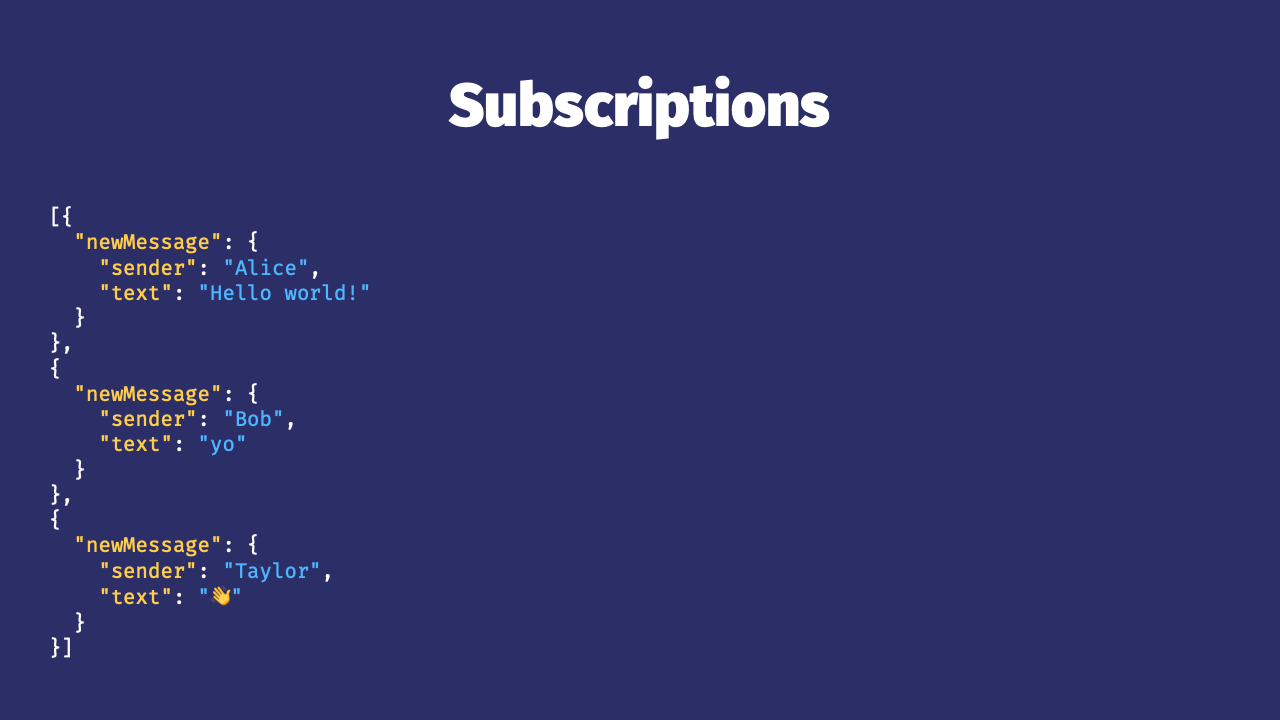 Subscriptions
[{
  "newMessage": {
    "sender": "Alice",
    "text": "Hello world!"
  }
},
{
  "newMessage": {
    "sender": "Bob",
    "text": "yo"
  }
},
{
  "newMessage": {
    "sender": "Taylor",
    "text": "👋"
  }
}]